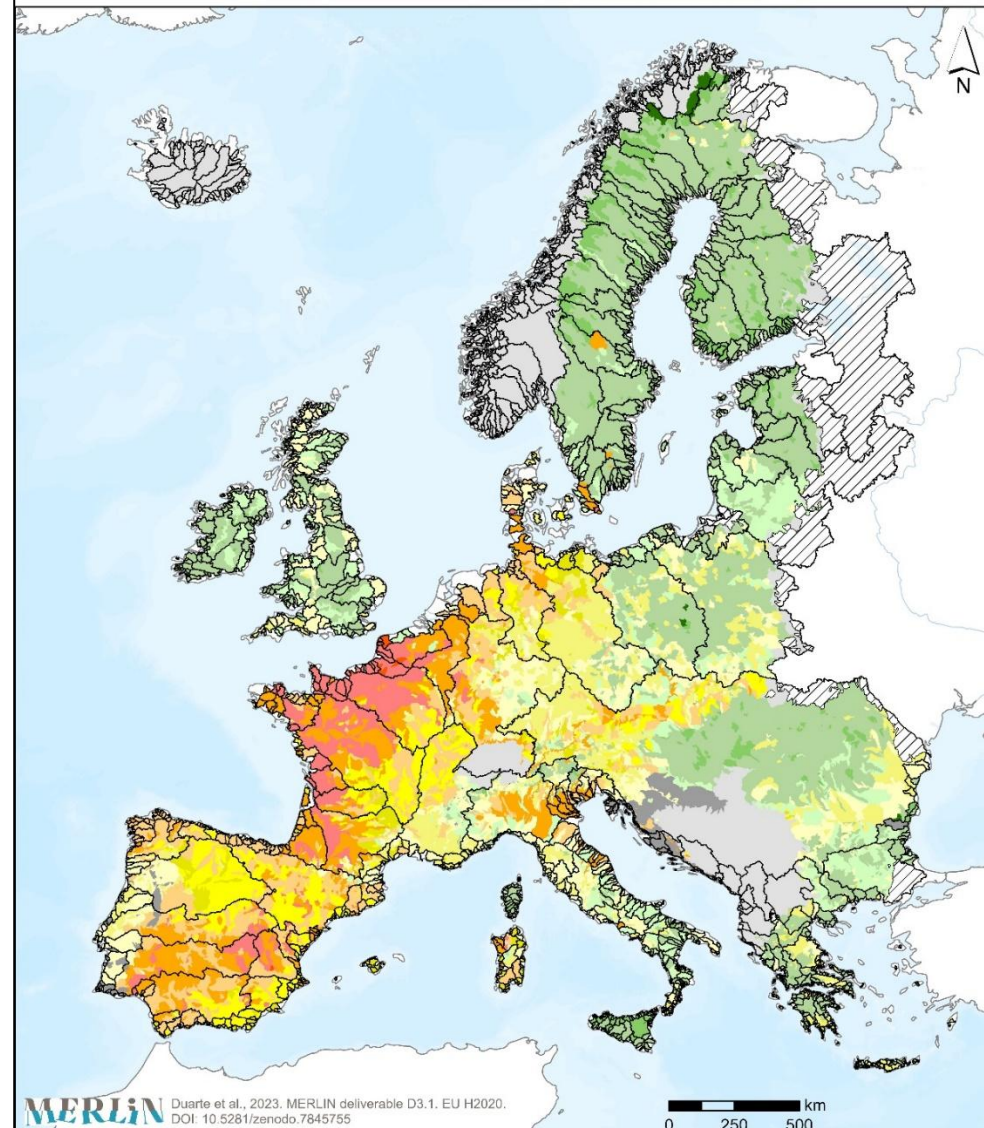 N
MERLiN
Duarte et al., 2023. MERLIN deliverable D3.1. EU H2020.
DOI: 10.5281/zenodo.7845755
km
0 250 500